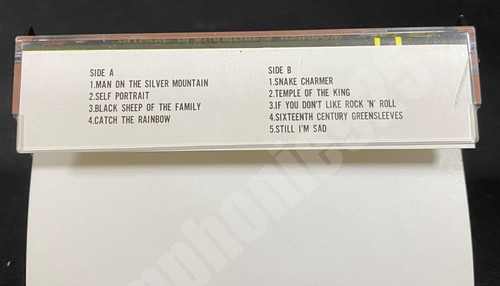 SIDE A
1.MAN ON THE SILVER MOUNTAIN
2.SELF PORTRAIT
3.BLACK SHEEP OF THE FAMILY
4.CATCH THE RAINBOW
SIDE B
1.SNAKE CHARMER
2.TEMPLE OF THE KING
3.IF YOU DON'T LIKE ROCK 'N' ROLL
4.SIXTEENTH CENTURY GREENSLEEVES
5.STILL I'M SAD